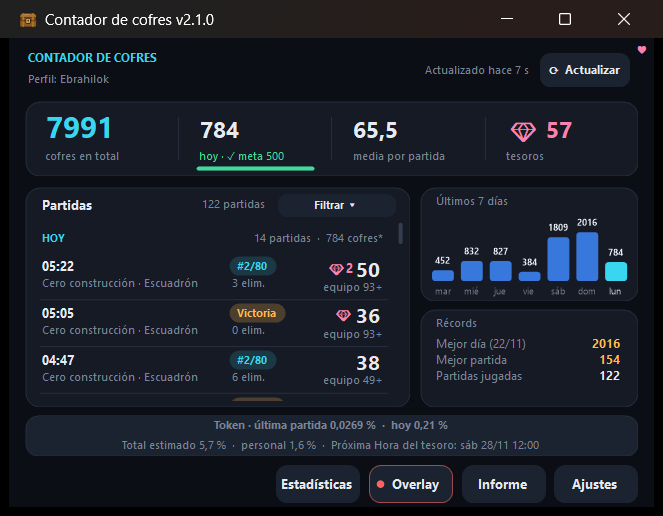 Contador de cofres v2.1.0
CONTADOR DE COFRES
Perfil: Ebrahilok
Actualizado hace 7 s
Actualizar
7991
cofres en total
784
hoy · ✓ meta 500
65,5
media por partida
57
tesoros
Partidas
122 partidas
Filtrar ▾
HOY
14 partidas · 784 cofres*
05:22
#2/80
2 50
Cero construcción · Escuadrón
3 elim.
equipo 93+
05:05
Victoria
36
Cero construcción · Escuadrón
0 elim.
equipo 93+
04:47
#2/80
38
Cero construcción · Escuadrón
6 elim.
equipo 49+
Últimos 7 días
452 832 827 384 1809 2016 784
mar mié jue vie sáb dom lun
Récords
Mejor día (22/11) 2016
Mejor partida 154
Partidas jugadas 122
Token · última partida 0,0269 % · hoy 0,21 %
Total estimado 5,7 % · personal 1,6 % · Próxima Hora del tesoro: sáb 28/11 12:00
Estadísticas
Overlay
Informe
Ajustes